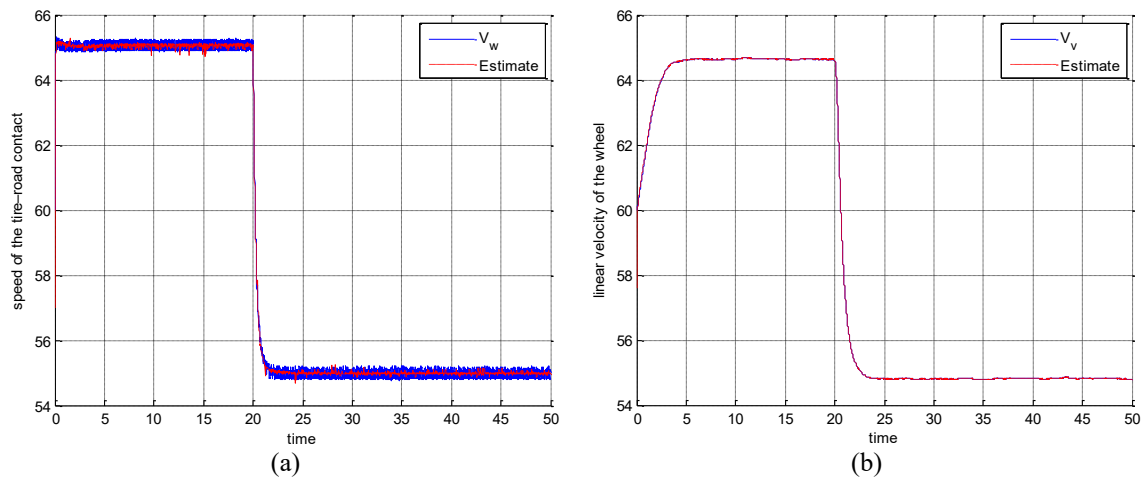 66
64
62
60
58
56
54
0 5 10 15 20 25 30 35 40 45 50
speed of the tire–road contact
time
V_w
Estimate
(a)
66
64
62
60
58
56
54
0 5 10 15 20 25 30 35 40 45 50
linear velocity of the wheel
time
V_v
Estimate
(b)